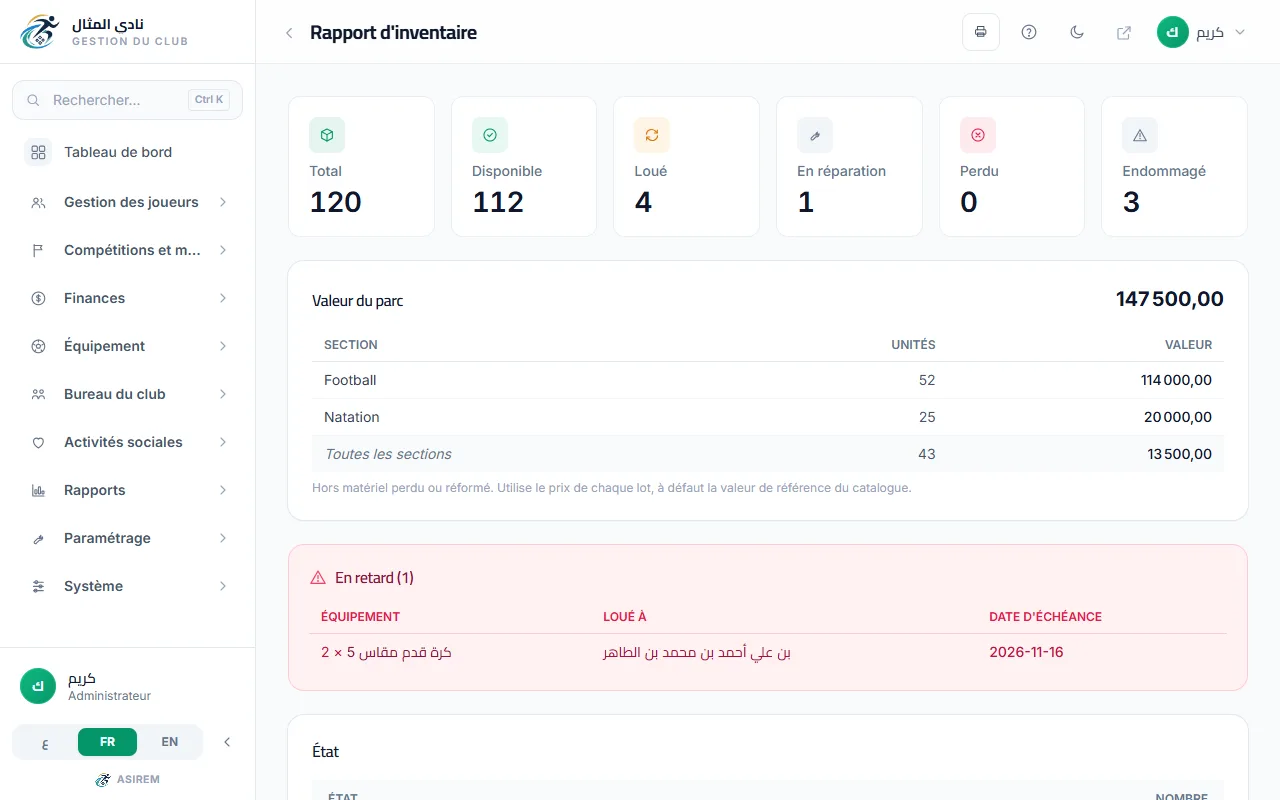 نادي المثال
GESTION DU CLUB
Rechercher...
Ctrl K
Tableau de bord
Gestion des joueurs
Compétitions et m...
Finances
Équipement
Bureau du club
Activités sociales
Rapports
Paramétrage
Système
ك
كريم
Administrateur
ع
FR
EN
ASIREM
Rapport d'inventaire
ك
كريم
Total
120
Disponible
112
Loué
4
En réparation
1
Perdu
0
Endommagé
3
Valeur du parc
147 500,00
SECTION UNITÉS VALEUR
Football 52 114 000,00
Natation 25 20 000,00
Toutes les sections 43 13 500,00
Hors matériel perdu ou réformé. Utilise le prix de chaque lot, à défaut la valeur de référence du catalogue.
En retard (1)
ÉQUIPEMENT LOUÉ À DATE D'ÉCHÉANCE
كرة قدم مقاس 5 × 2 بن علي أحمد بن محمد بن الطاهر 2026-11-16
État
ÉTAT NOMBRE